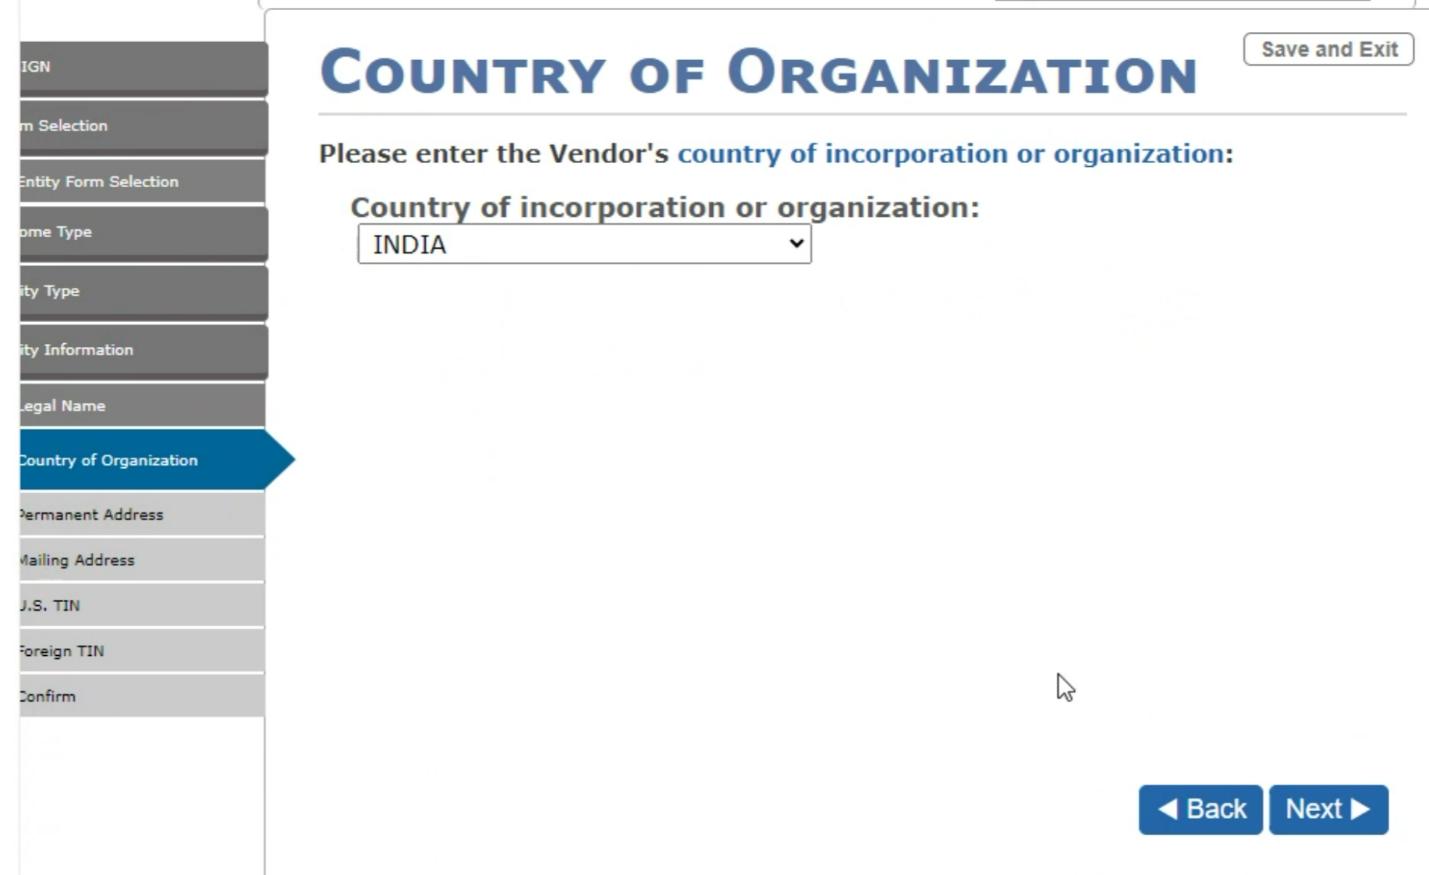 Save and Exit
COUNTRY OF ORGANIZATION
Please enter the Vendor's country of incorporation or organization:
Country of incorporation or organization:
INDIA
IGN
m Selection
Entity Form Selection
ome Type
ity Type
ity Information
Legal Name
Country of Organization
Permanent Address
Mailing Address
U.S. TIN
Foreign TIN
Confirm
Back
Next